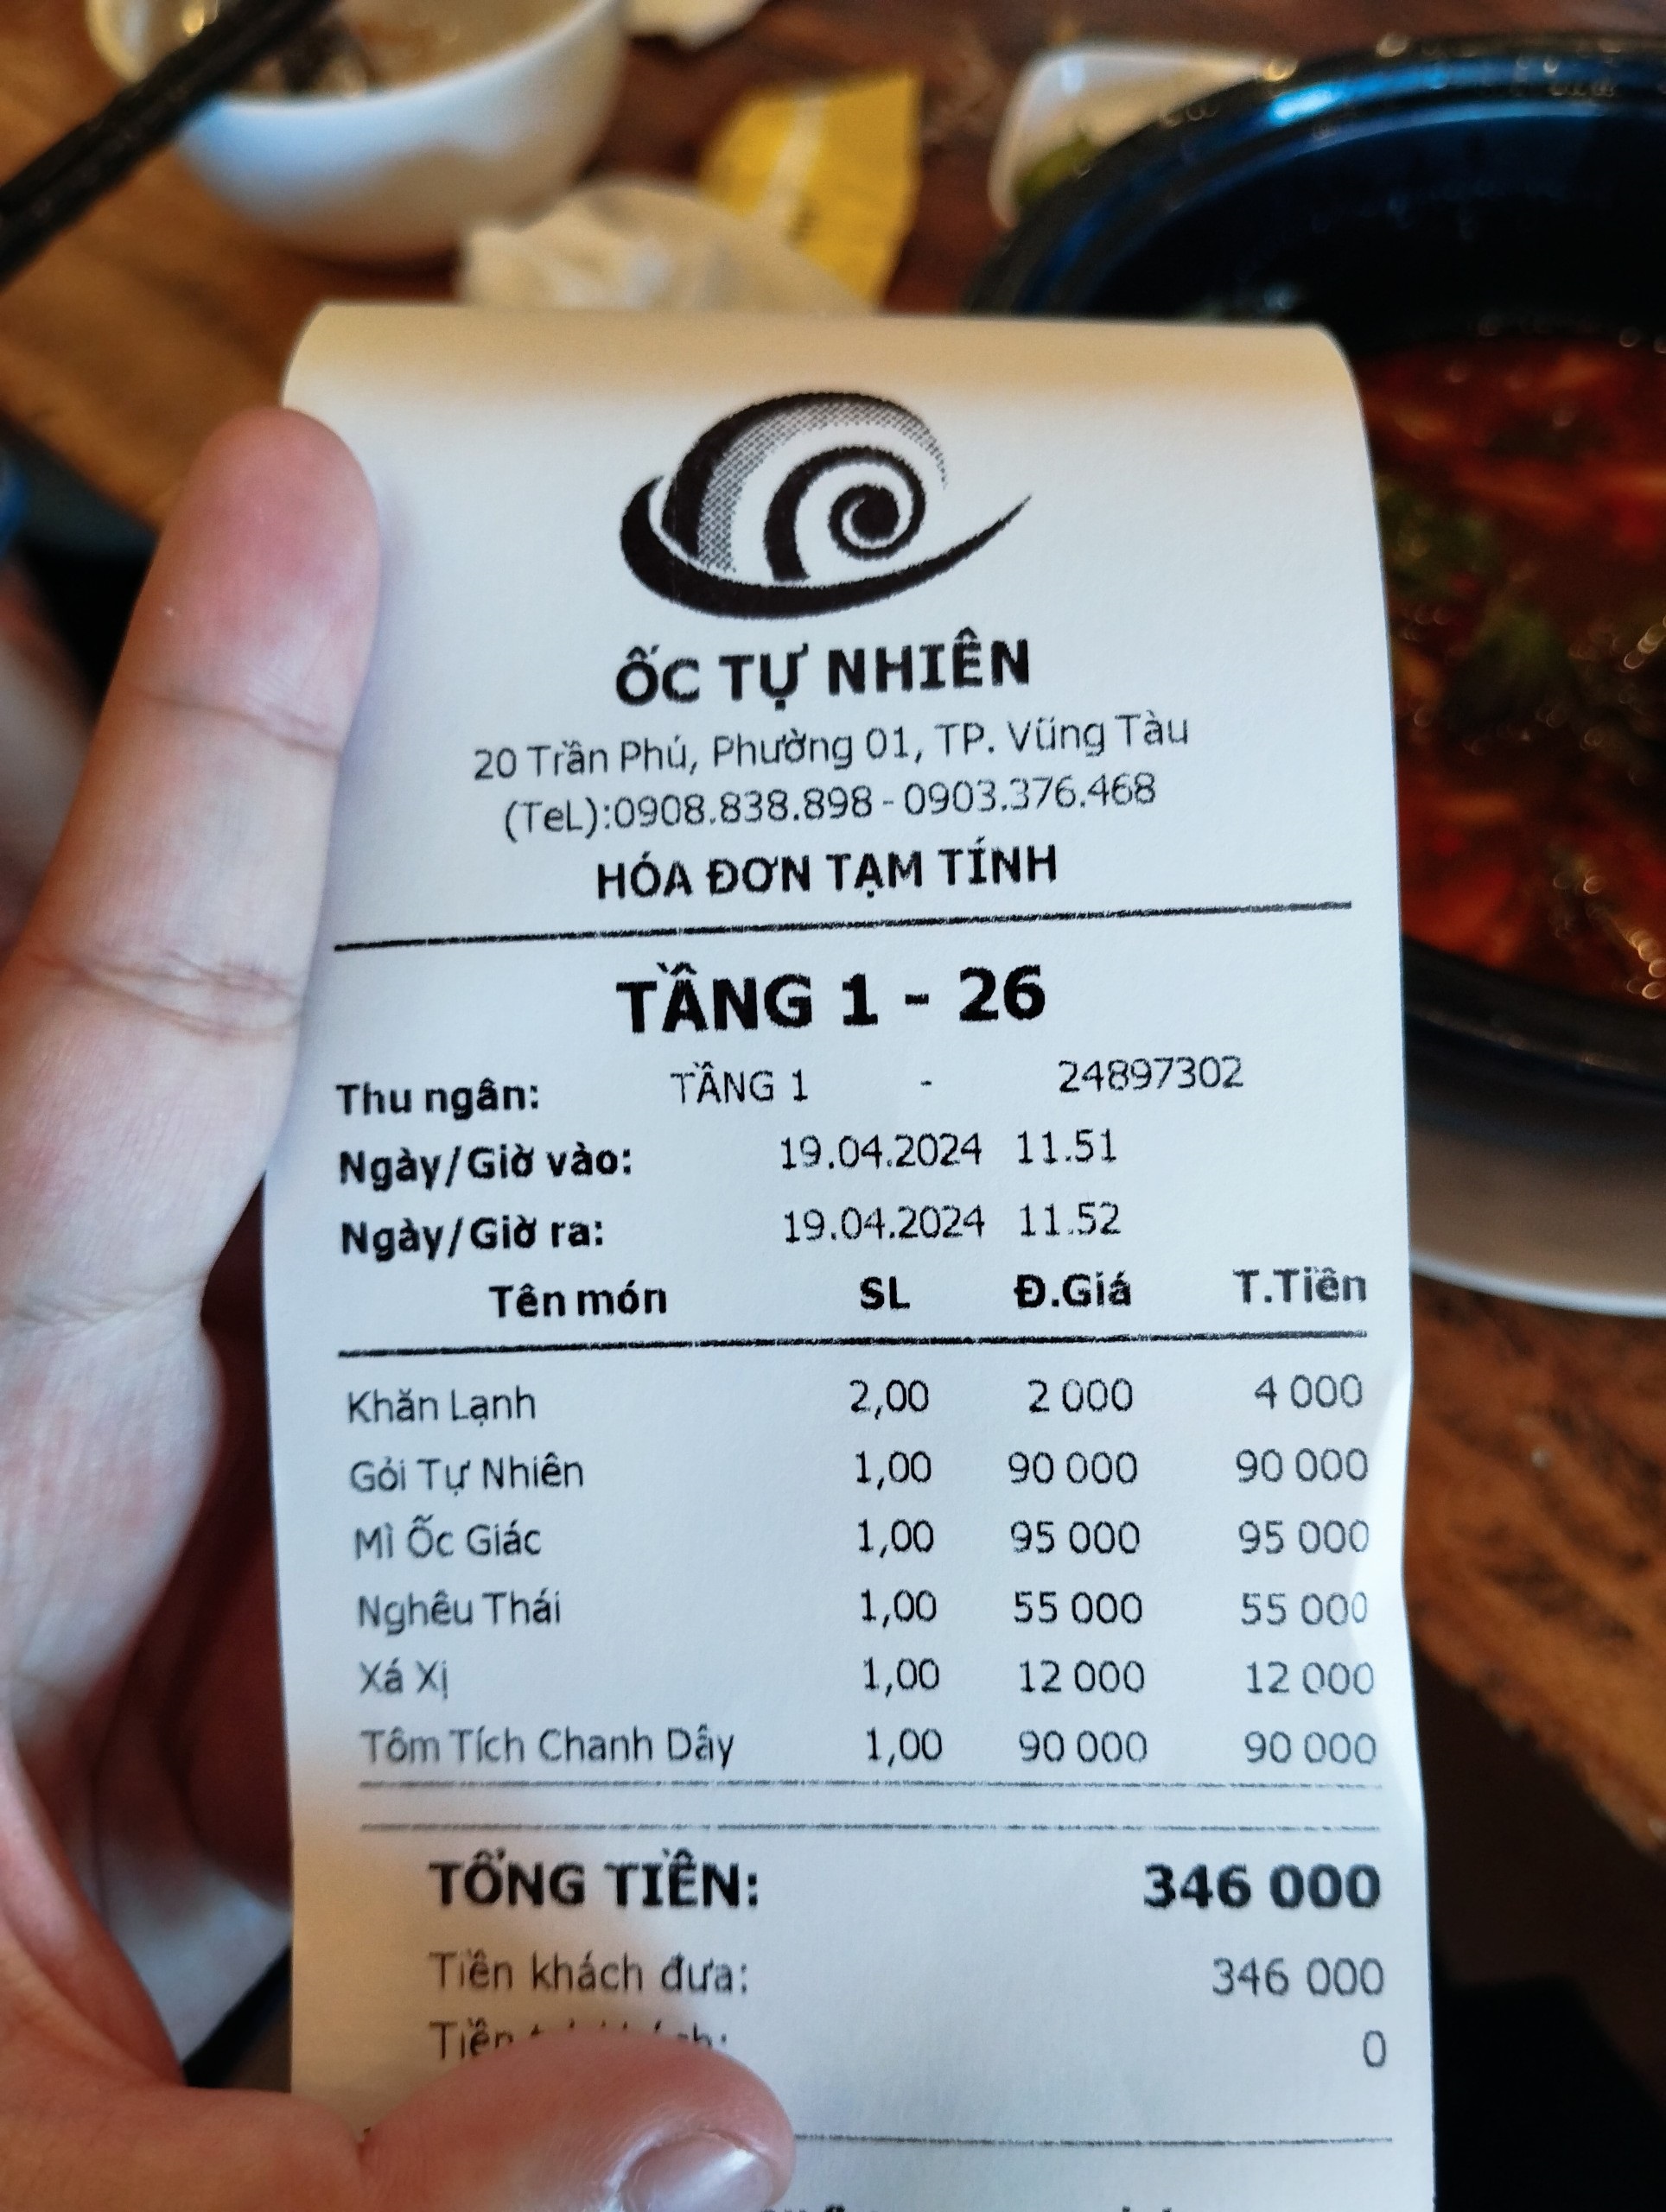 ỐC TỰ NHIÊN
20 Trần Phú, Phường 01, TP. Vũng Tàu
(TeL):0908.838.898 - 0903.376.468
HÓA ĐƠN TẠM TÍNH
TẦNG 1 - 26
Thu ngân: TẦNG 1 - 24897302
Ngày/Giờ vào: 19.04.2024 11.51
Ngày/Giờ ra: 19.04.2024 11.52
Tên món SL Đ.Giá T.Tiền
Khăn Lạnh 2,00 2 000 4 000
Gỏi Tự Nhiên 1,00 90 000 90 000
Mì Ốc Giác 1,00 95 000 95 000
Nghêu Thái 1,00 55 000 55 000
Xá Xị 1,00 12 000 12 000
Tôm Tích Chanh Dây 1,00 90 000 90 000
TỔNG TIỀN: 346 000
Tiền khách đưa: 346 000
Tiền 0